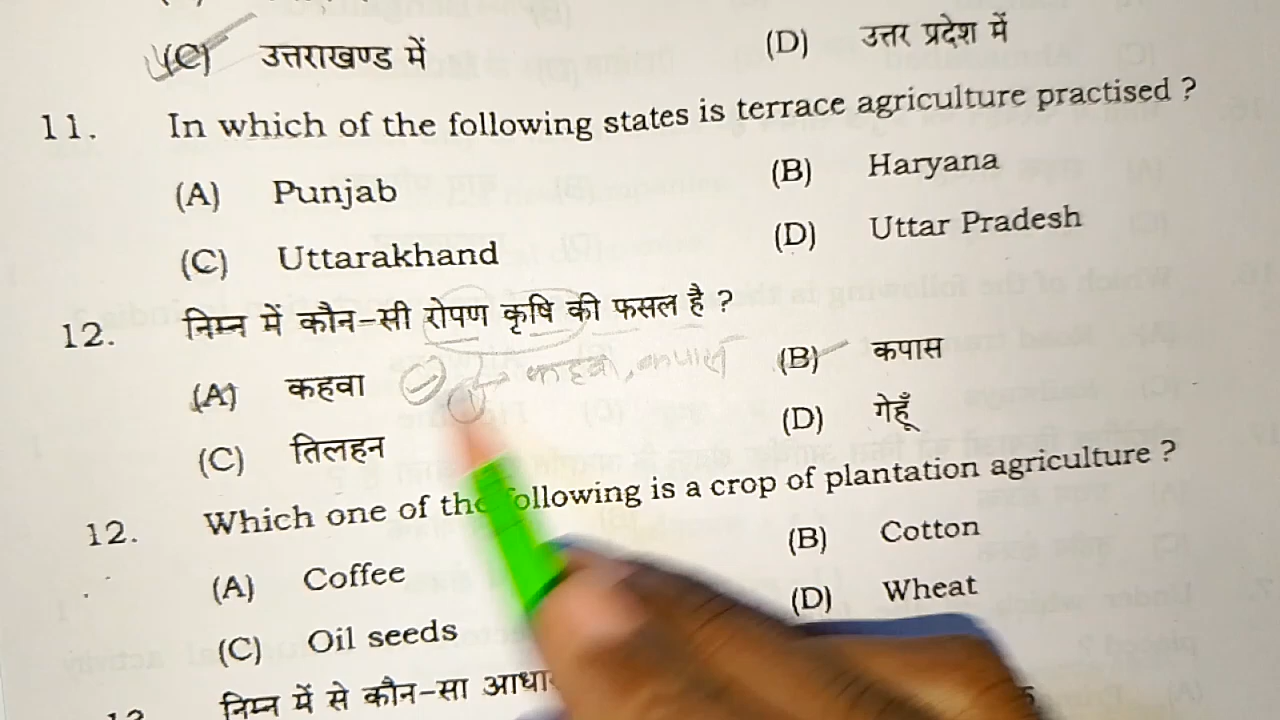 (C) उत्तराखण्ड में (D) उत्तर प्रदेश में
11. In which of the following states is terrace agriculture practised ?
(A) Punjab (B) Haryana
(C) Uttarakhand (D) Uttar Pradesh
12. निम्न में कौन-सी रोपण कृषि की फसल है ?
(A) कहवा कहवा, कपास (B) कपास
(C) तिलहन (D) गेहूँ
12. Which one of the following is a crop of plantation agriculture ?
(A) Coffee (B) Cotton
(C) Oil seeds (D) Wheat
निम्न में से कौन-सा